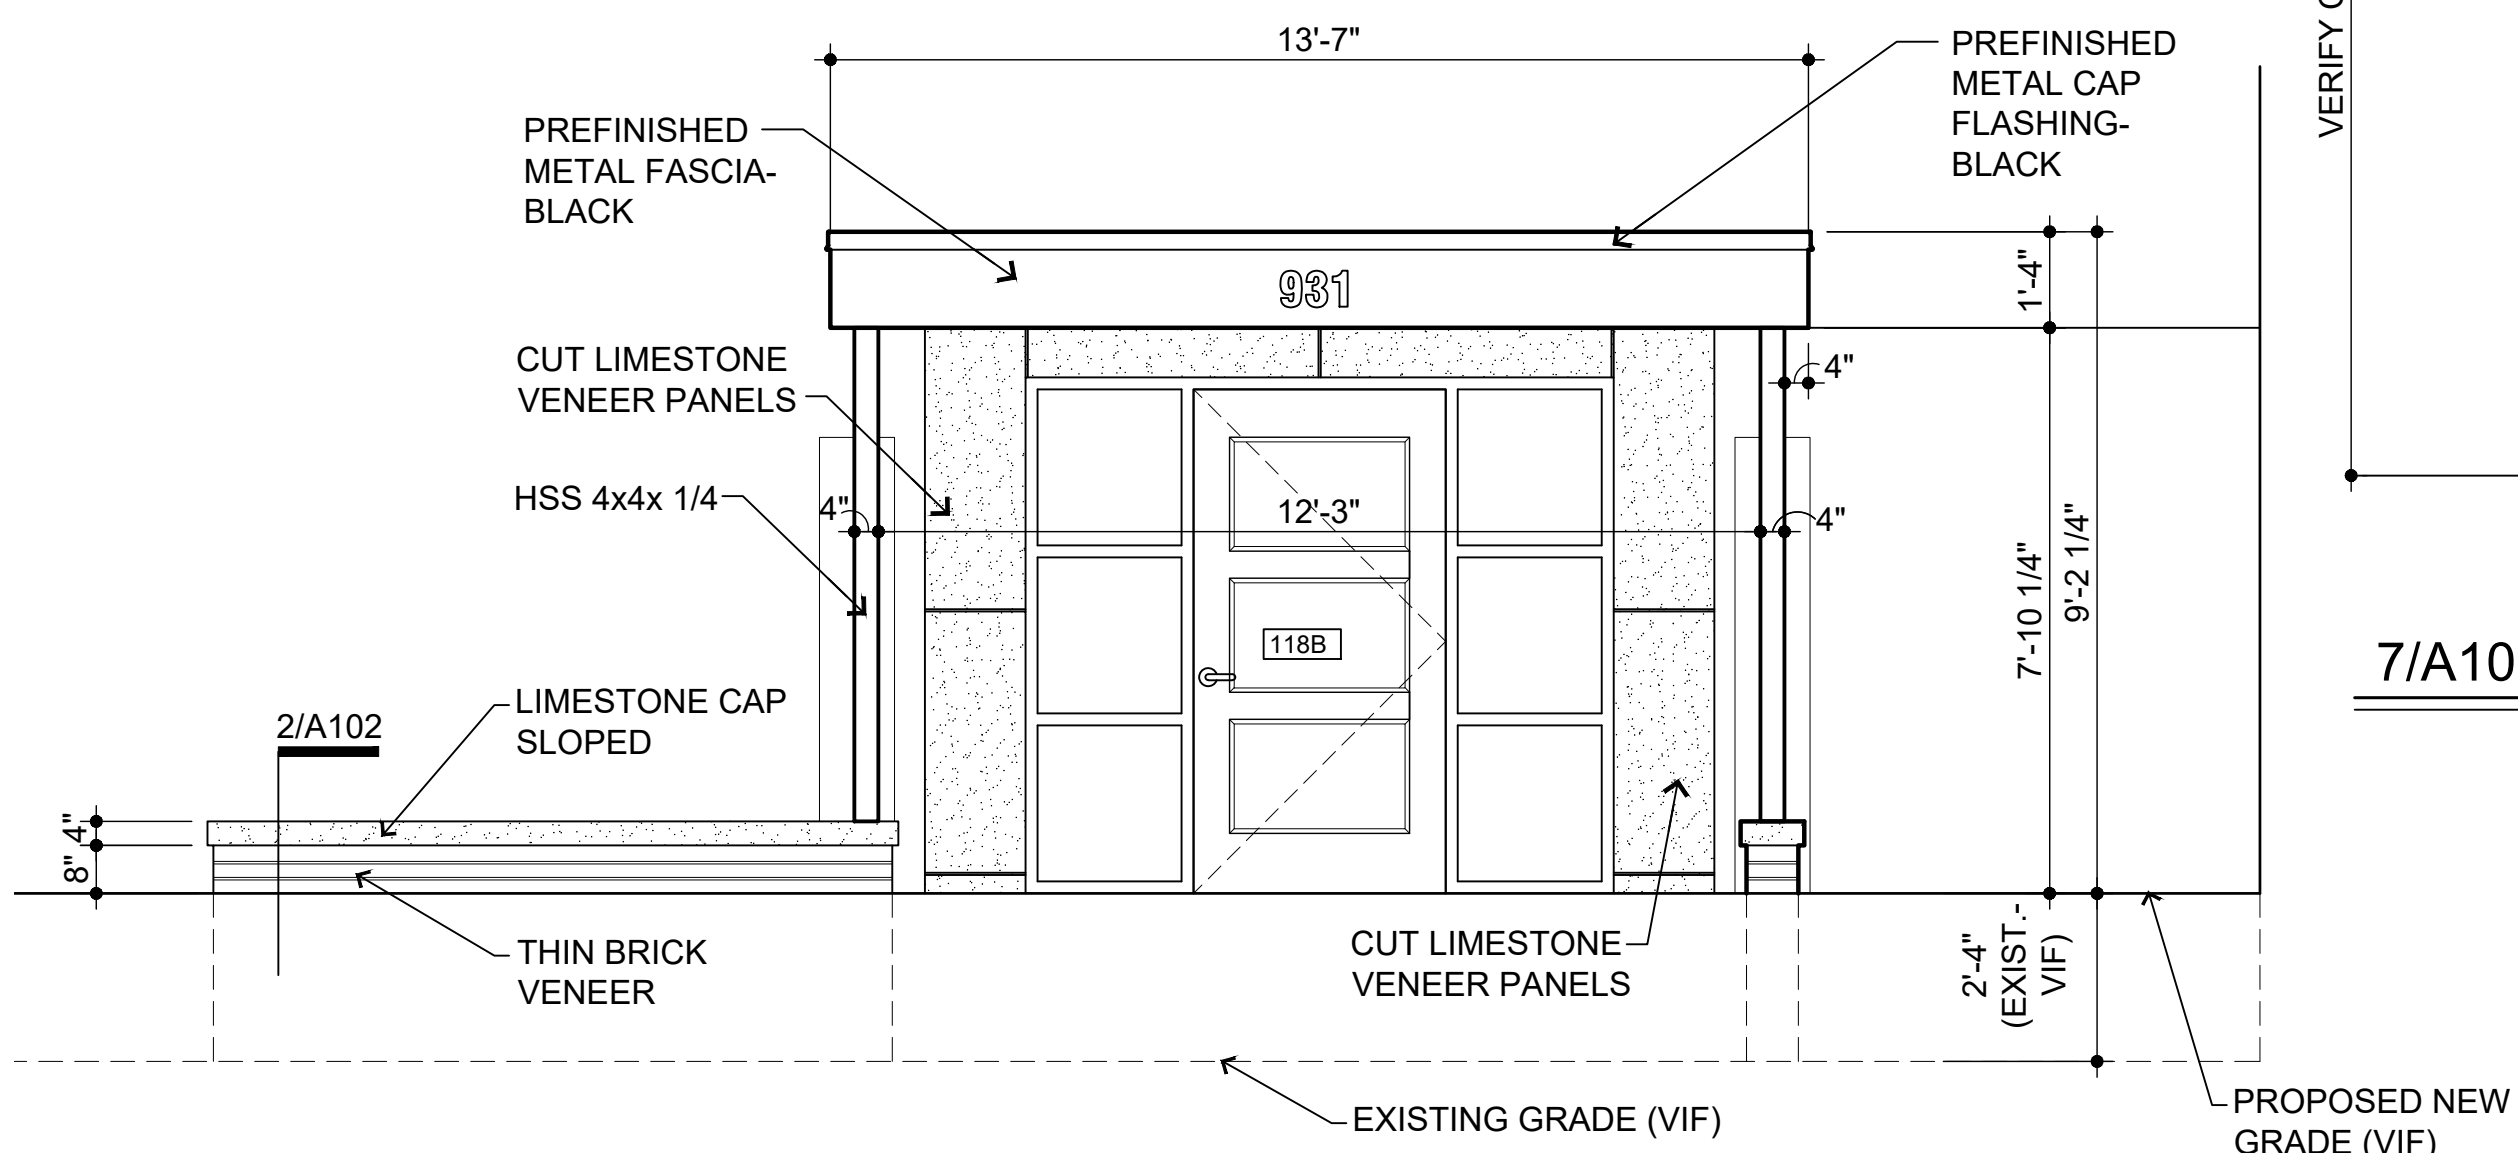 13'-7"
PREFINISHED
METAL CAP
FLASHING-
BLACK
VERIFY
PREFINISHED
METAL FASCIA-
BLACK
931
1'-4"
CUT LIMESTONE
VENEER PANELS
4"
HSS 4x4x 1/4
4"
12'-3"
4"
7'-10 1/4"
9'-2 1/4"
118B
7/A10
LIMESTONE CAP
SLOPED
2/A102
4"
8"
THIN BRICK
VENEER
CUT LIMESTONE
VENEER PANELS
2'-4"
(EXIST.-
VIF)
EXISTING GRADE (VIF)
PROPOSED NEW
GRADE (VIF)